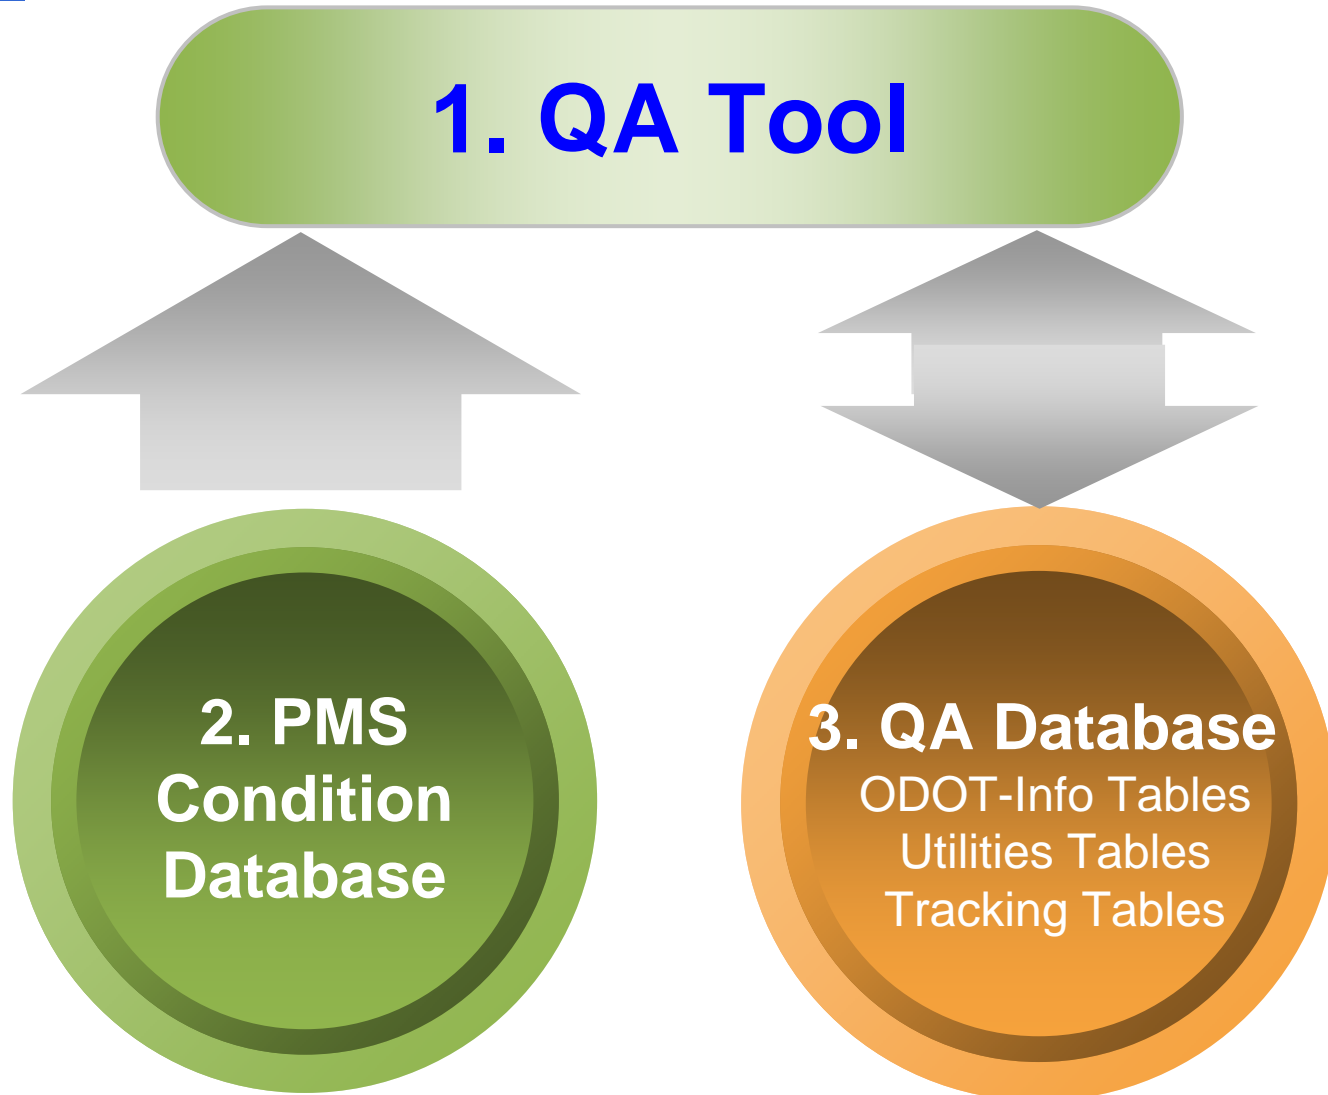 1. QA Tool
2. PMS
Condition
Database
3. QA Database
ODOT-Info Tables
Utilities Tables
Tracking Tables